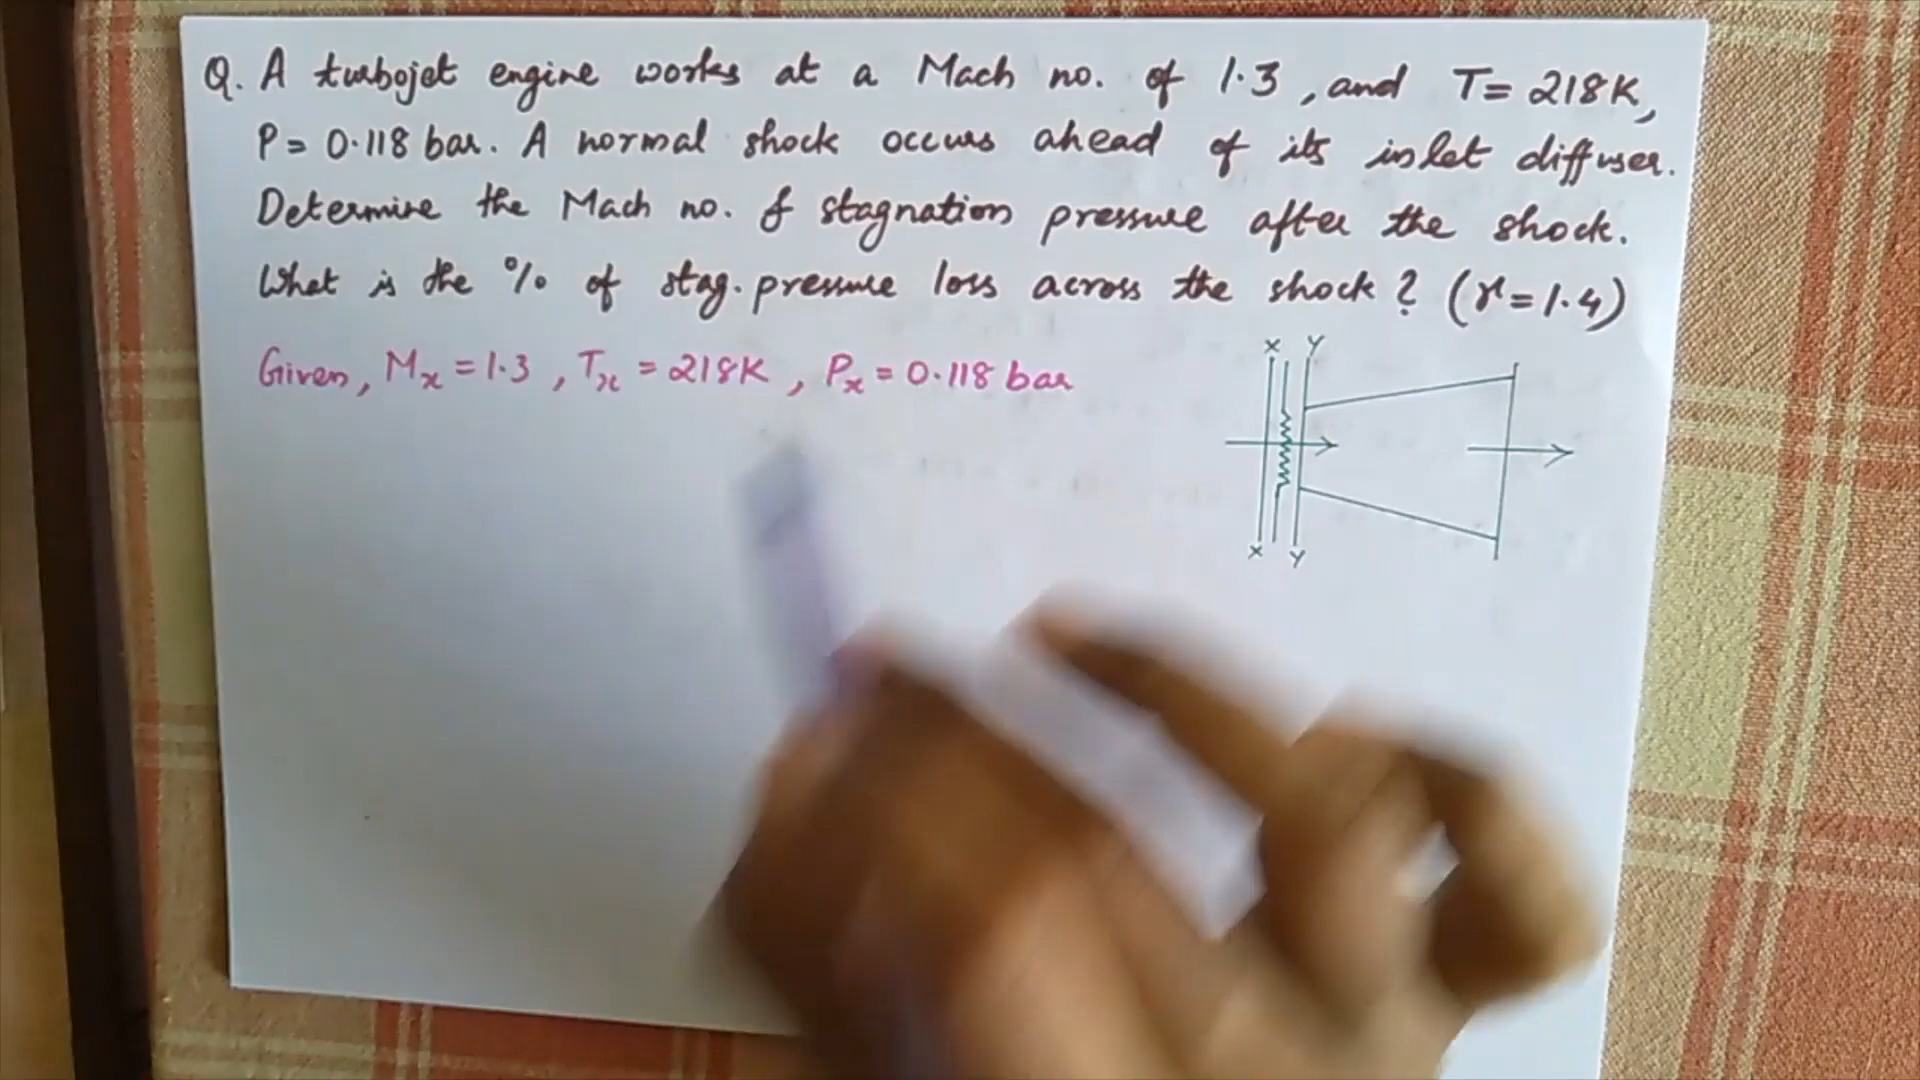 Q. A turbojet engine works at a Mach no. of 1.3, and T= 218K,
P= 0.118 bar. A normal shock occurs ahead of its inlet diffuser.
Determine the Mach no. & stagnation pressure after the shock.
What is the % of stag. pressure loss across the shock? (γ=1.4)
Given, Mx = 1.3, Tx = 218K, Px = 0.118 bar
x y
x y